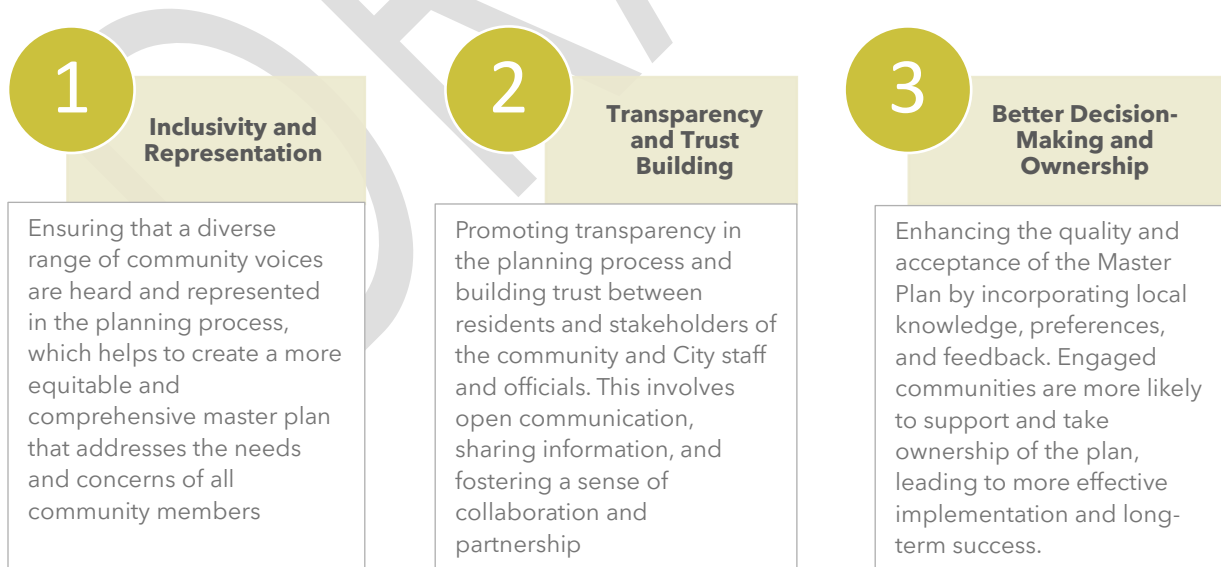 1
Inclusivity and
Representation
Ensuring that a diverse
range of community voices
are heard and represented
in the planning process,
which helps to create a more
equitable and
comprehensive master plan
that addresses the needs
and concerns of all
community members
2
Transparency
and Trust
Building
Promoting transparency in
the planning process and
building trust between
residents and stakeholders of
the community and City staff
and officials. This involves
open communication,
sharing information, and
fostering a sense of
collaboration and
partnership
3
Better Decision-
Making and
Ownership
Enhancing the quality and
acceptance of the Master
Plan by incorporating local
knowledge, preferences,
and feedback. Engaged
communities are more likely
to support and take
ownership of the plan,
leading to more effective
implementation and long-
term success.